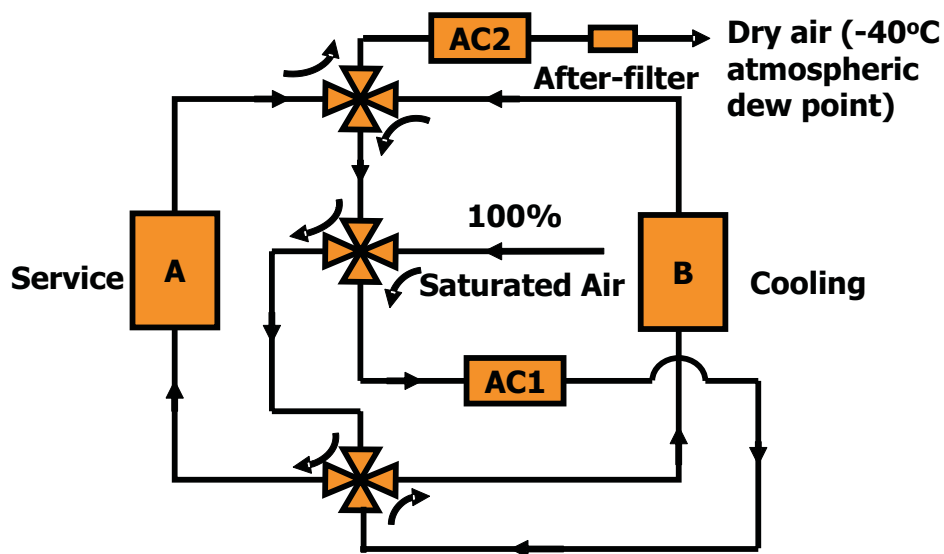 AC2
After-filter
Dry air (-40ºC
atmospheric
dew point)
100%
Saturated Air
Service
A
B
Cooling
AC1